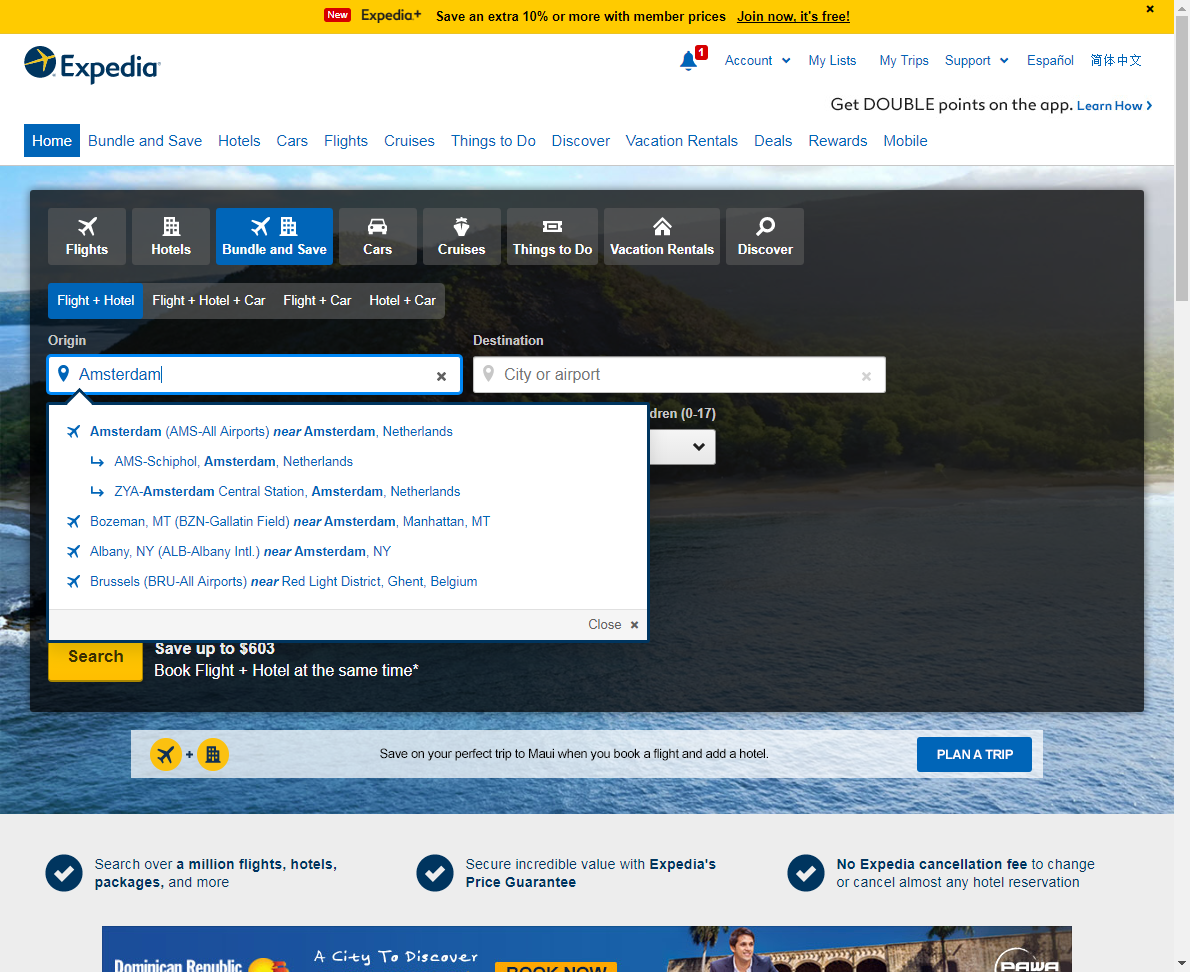 New Expedia+ Save an extra 10% or more with member prices Join now, it's free! ×
Expedia
1 Account My Lists My Trips Support Español 简体中文
Get DOUBLE points on the app. Learn How ›
Home Bundle and Save Hotels Cars Flights Cruises Things to Do Discover Vacation Rentals Deals Rewards Mobile
Flights Hotels Bundle and Save Cars Cruises Things to Do Vacation Rentals Discover
Flight + Hotel Flight + Hotel + Car Flight + Car Hotel + Car
Origin Destination
Amsterdam × City or airport ×
dren (0-17)
Amsterdam (AMS-All Airports) near Amsterdam, Netherlands
AMS-Schiphol, Amsterdam, Netherlands
ZYA-Amsterdam Central Station, Amsterdam, Netherlands
Bozeman, MT (BZN-Gallatin Field) near Amsterdam, Manhattan, MT
Albany, NY (ALB-Albany Intl.) near Amsterdam, NY
Brussels (BRU-All Airports) near Red Light District, Ghent, Belgium
Close ×
Search
Save up to $603
Book Flight + Hotel at the same time*
+ Save on your perfect trip to Maui when you book a flight and add a hotel. PLAN A TRIP
Search over a million flights, hotels,
packages, and more
Secure incredible value with Expedia's
Price Guarantee
No Expedia cancellation fee to change
or cancel almost any hotel reservation
Dominican Republic
A City To Discover
BOOK NOW
PAWA